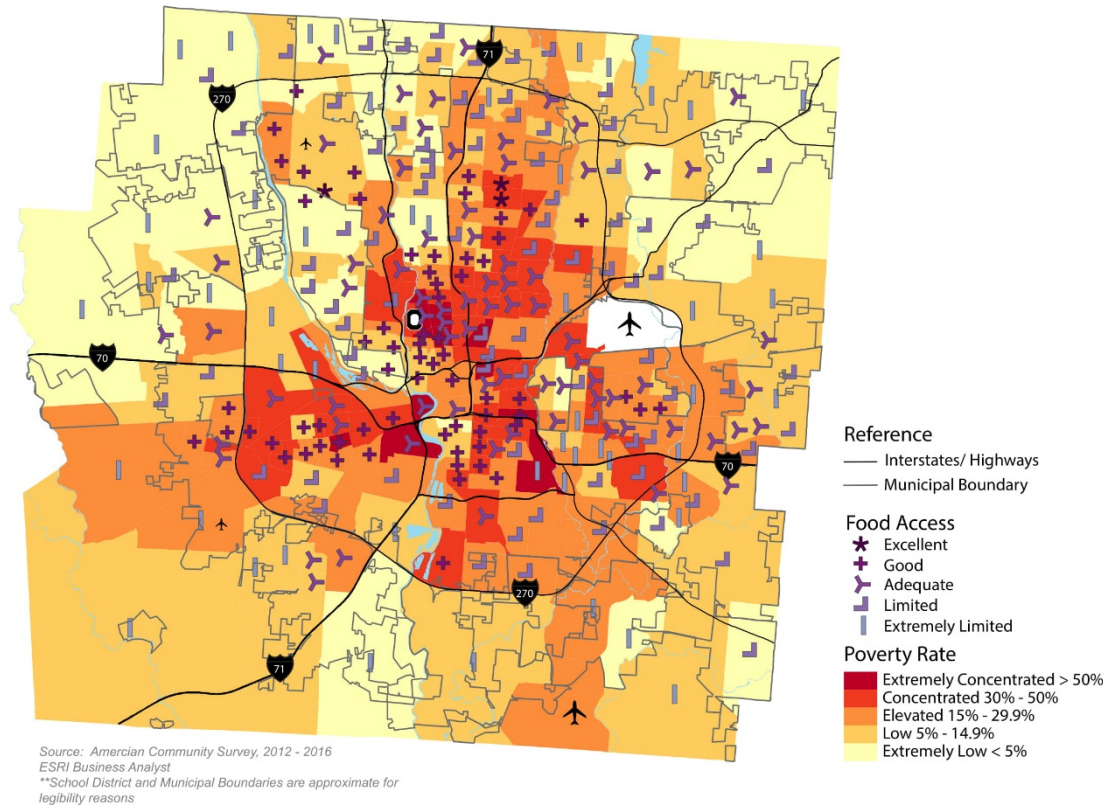 71
270
70
Reference
Interstates/ Highways
Municipal Boundary
70
Food Access
Excellent
Good
Adequate
Limited
Extremely Limited
270
Poverty Rate
71
Extremely Concentrated > 50%
Concentrated 30% - 50%
Elevated 15% - 29.9%
Low 5% - 14.9%
Extremely Low < 5%
Source: Amercian Community Survey, 2012 - 2016
ESRI Business Analyst
**School District and Municipal Boundaries are approximate for
legibility reasons